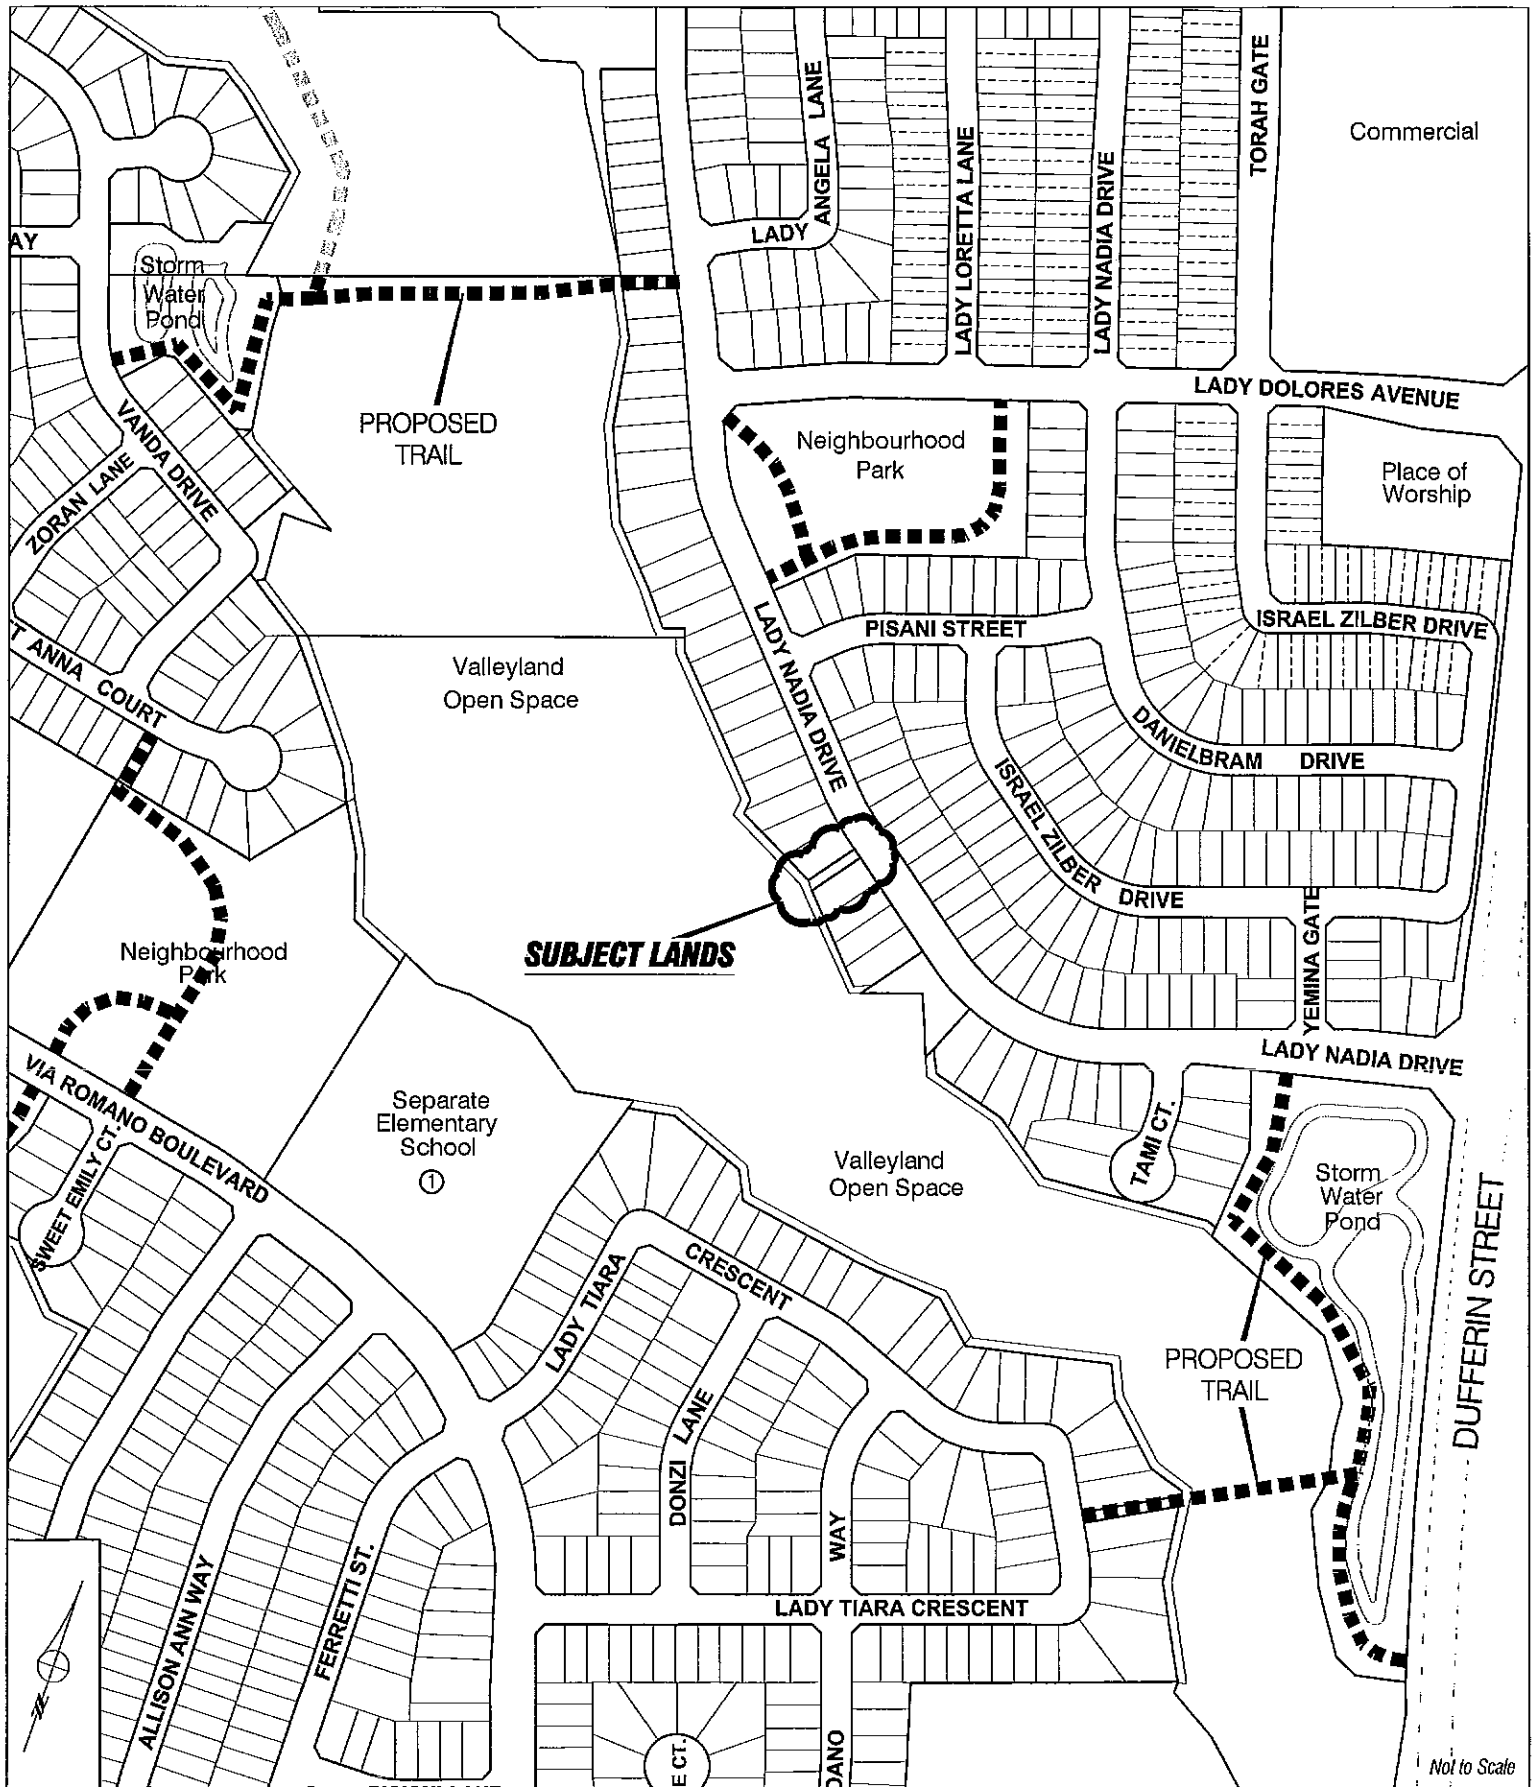 TORAH GATE
Commercial
ANGELA LANE
LADY
LADY LORETTA LANE
LADY NADIA DRIVE
AY
Storm
Water
Pond
LADY DOLORES AVENUE
PROPOSED
TRAIL
VANDA DRIVE
Neighbourhood
Park
Place of
Worship
ZORAN LANE
LADY NADIA DRIVE
PISANI STREET
ISRAEL ZILBER DRIVE
T ANNA COURT
Valleyland
Open Space
DANIELBRAM DRIVE
ISRAEL ZILBER DRIVE
SUBJECT LANDS
YEMINA GATE
Neighbourhood
Park
LADY NADIA DRIVE
VIA ROMANO BOULEVARD
Separate
Elementary
School
1
SWEET EMILY CT.
TAMI CT.
Valleyland
Open Space
Storm
Water
Pond
DUFFERIN STREET
LADY TIARA CRESCENT
PROPOSED
TRAIL
DONZI LANE
WAY
ALLISON ANN WAY
FERRETTI ST.
LADY TIARA CRESCENT
N
E CT.
DANO
Not to Scale